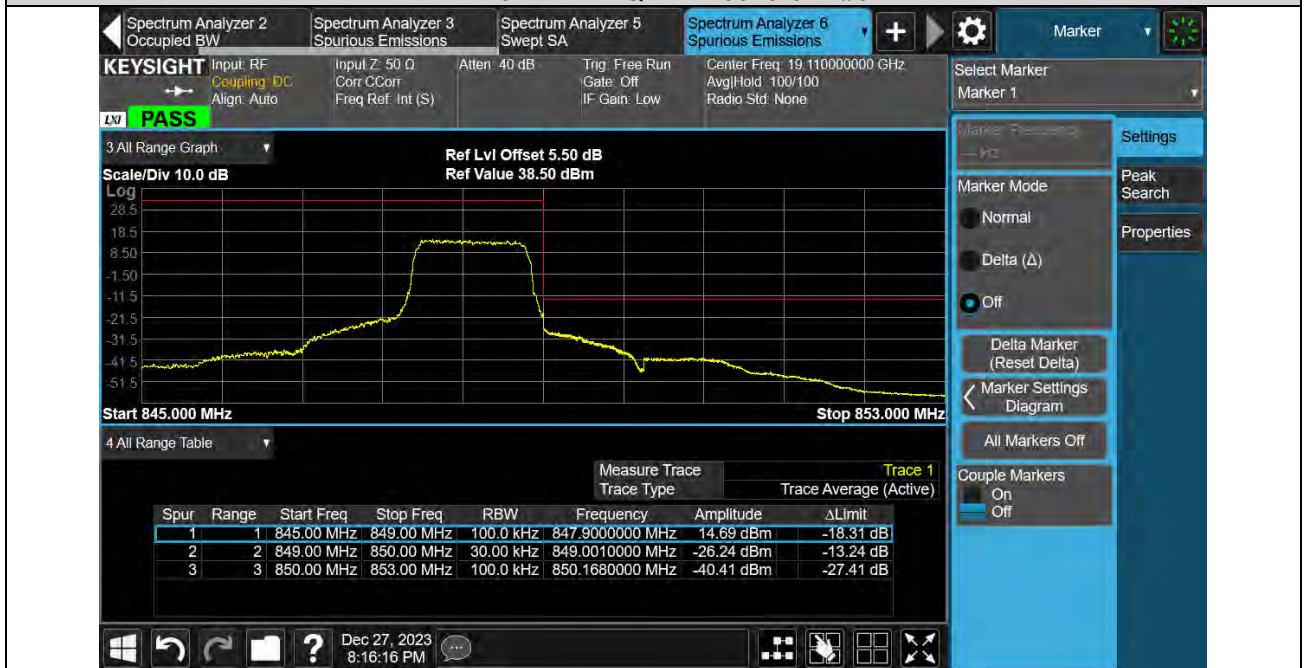 Spectrum Analyzer 2
Occupied BW
Spectrum Analyzer 3
Spurious Emissions
Spectrum Analyzer 5
Swept SA
Spectrum Analyzer 6
Spurious Emissions
+
Marker
KEYSIGHT
LXI PASS
Input: RF
Coupling: DC
Align: Auto
Input Z: 50 Ω
Corr CCorr
Freq Ref: Int (S)
Atten: 40 dB
Trig: Free Run
Gate: Off
IF Gain: Low
Center Freq: 19.110000000 GHz
Avg|Hold: 100/100
Radio Std: None
Select Marker
Marker 1
Marker Frequency
--- Hz
Settings
Peak
Search
Properties
Marker Mode
Normal
Delta (Δ)
Off
Delta Marker
(Reset Delta)
Marker Settings
Diagram
All Markers Off
Couple Markers
On
Off
3 All Range Graph
Scale/Div 10.0 dB
Ref Lvl Offset 5.50 dB
Ref Value 38.50 dBm
Log
28.5
18.5
8.50
-1.50
-11.5
-21.5
-31.5
-41.5
-51.5
Start 845.000 MHz Stop 853.000 MHz
4 All Range Table
Measure Trace Trace 1
Trace Type Trace Average (Active)
Spur Range Start Freq Stop Freq RBW Frequency Amplitude ΔLimit
1 1 845.00 MHz 849.00 MHz 100.0 kHz 847.9000000 MHz 14.69 dBm -18.31 dB
2 2 849.00 MHz 850.00 MHz 30.00 kHz 849.0010000 MHz -26.24 dBm -13.24 dB
3 3 850.00 MHz 853.00 MHz 100.0 kHz 850.1680000 MHz -40.41 dBm -27.41 dB
?
Dec 27, 2023
8:16:16 PM